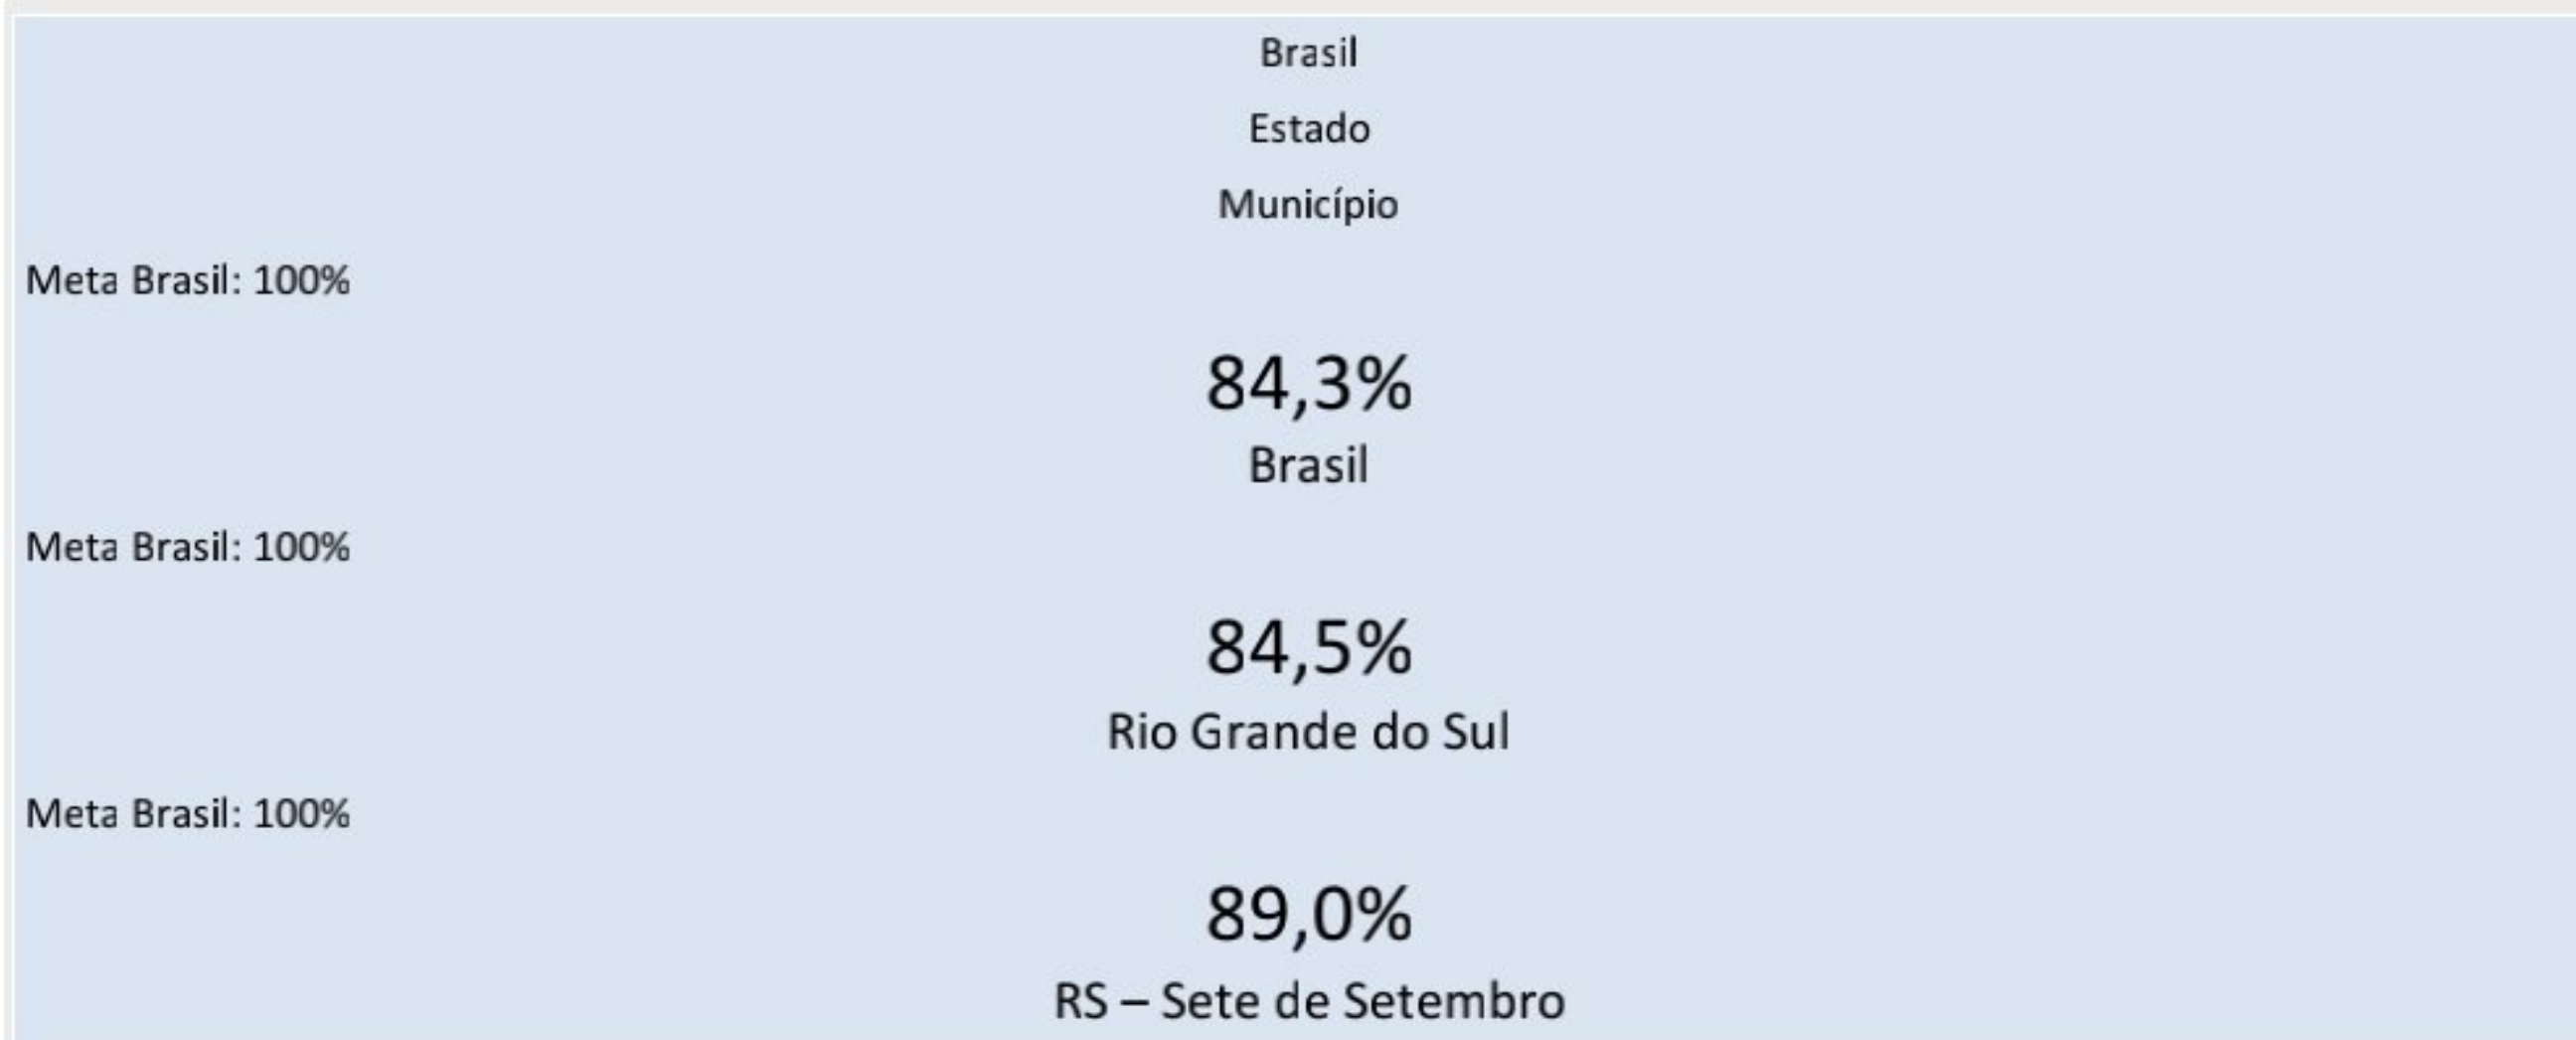 Brasil
Estado
Município
Meta Brasil: 100%
84,3%
Brasil
Meta Brasil: 100%
84,5%
Rio Grande do Sul
Meta Brasil: 100%
89,0%
RS – Sete de Setembro